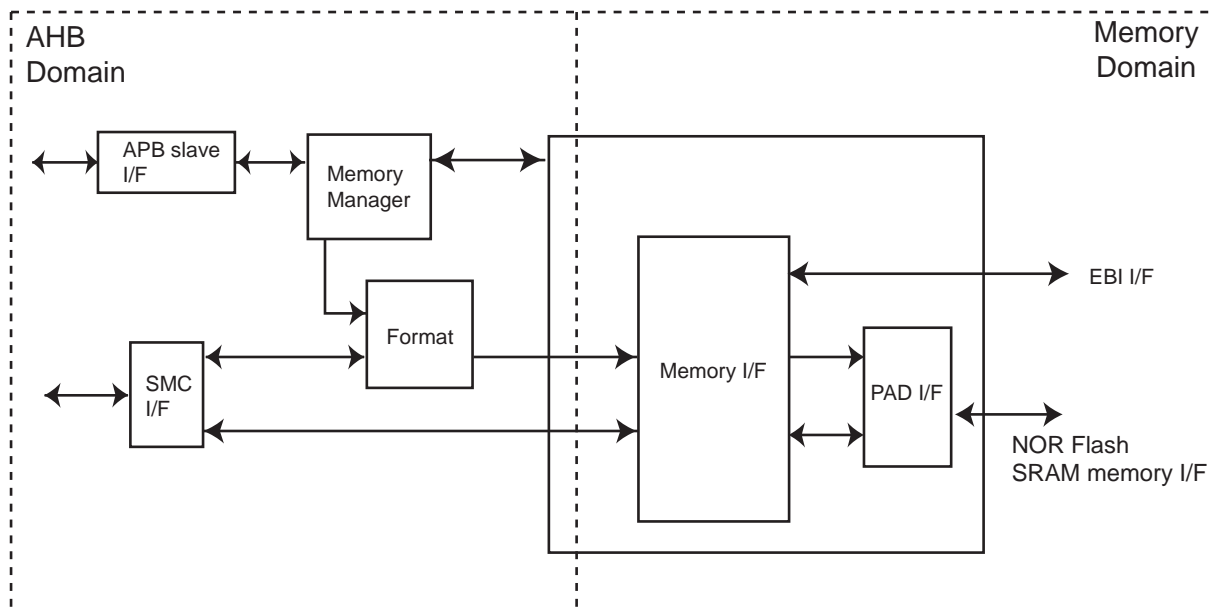 AHB
Domain
Memory
Domain
APB slave
I/F
Memory
Manager
EBI I/F
Format
Memory I/F
SMC
I/F
PAD I/F
NOR Flash
SRAM memory I/F